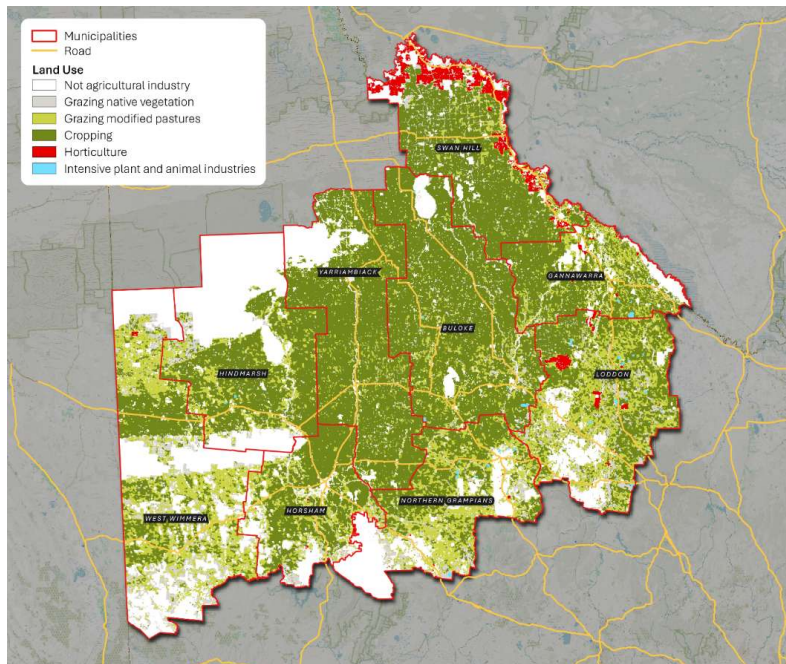 Municipalities
Road
Land Use
Not agricultural industry
Grazing native vegetation
Grazing modified pastures
Cropping
Horticulture
Intensive plant and animal industries
SWAN HILL
GANNAWARRA
YARRIAMBIACK
BULOKE
HINDMARSH
LODDON
NORTHERN GRAMPIANS
HORSHAM
WEST WIMMERA